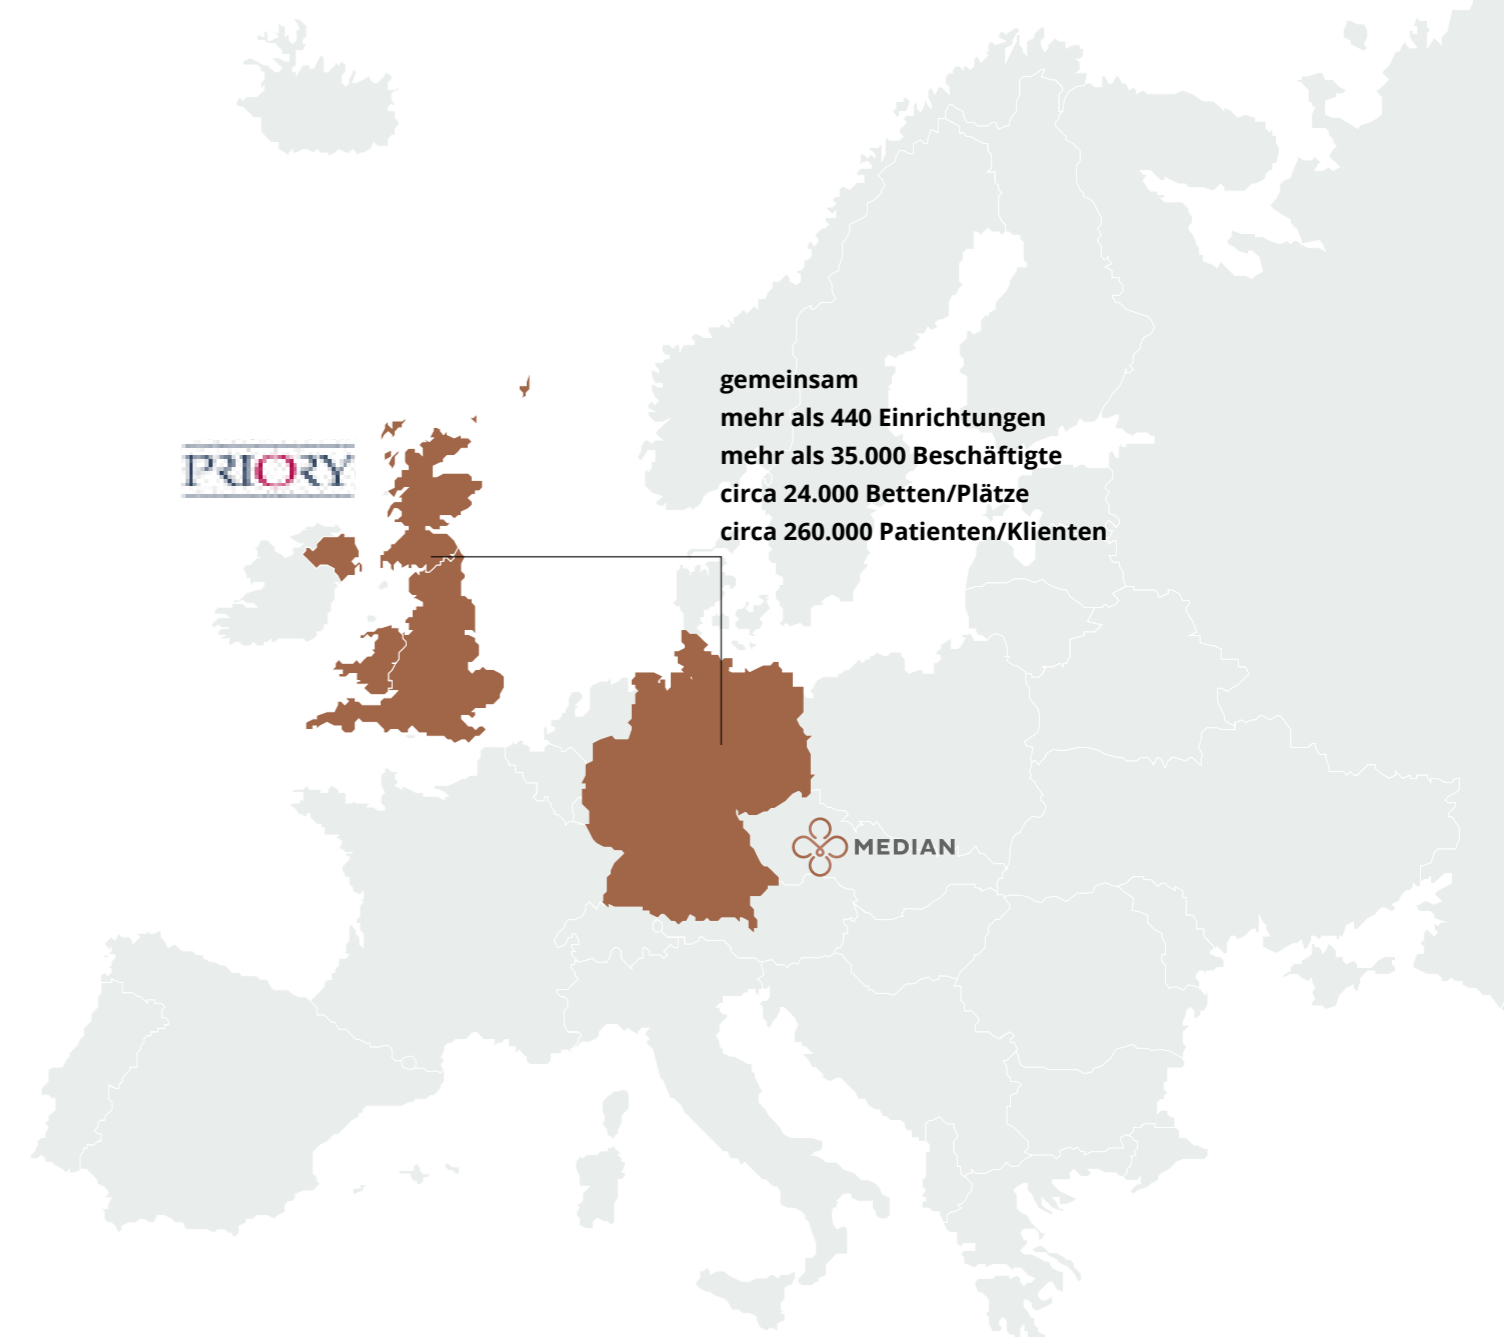 gemeinsam
mehr als 440 Einrichtungen
mehr als 35.000 Beschäftigte
circa 24.000 Betten/Plätze
circa 260.000 Patienten/Klienten
PRIORY
MEDIAN